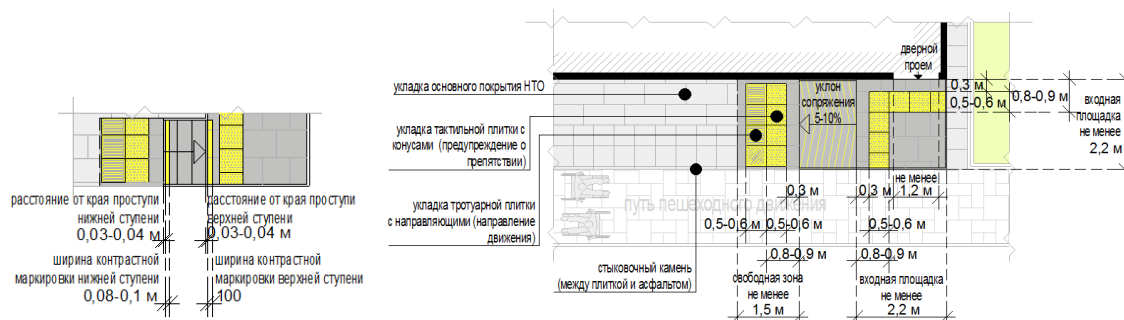 расстояние от края проступи
нижней ступени
0,03-0,04 м
расстояние от края проступи
верхней ступени
0,03-0,04 м
ширина контрастной
маркировки нижней ступени
0,08-0,1 м
ширина контрастной
маркировки верхней ступени
100
укладка основного покрытия НТО
укладка тактильной плитки с
конусами (предупреждение о
препятствии)
укладка тротуарной плитки
с направляющими (направление
движения)
стыковочный камень
(между плиткой и асфальтом)
дверной
проем
уклон
сопряжения
5-10%
0,3 м
0,5-0,6 м
0,8-0,9 м
входная
площадка
не менее
2,2 м
не менее
0,3 м
0,3 м
1,2 м
путь пешеходного движения
0,5-0,6 м
0,5-0,6 м
0,5-0,6 м
0,8-0,9 м
0,8-0,9 м
свободная зона
не менее
1,5 м
входная площадка
не менее
2,2 м